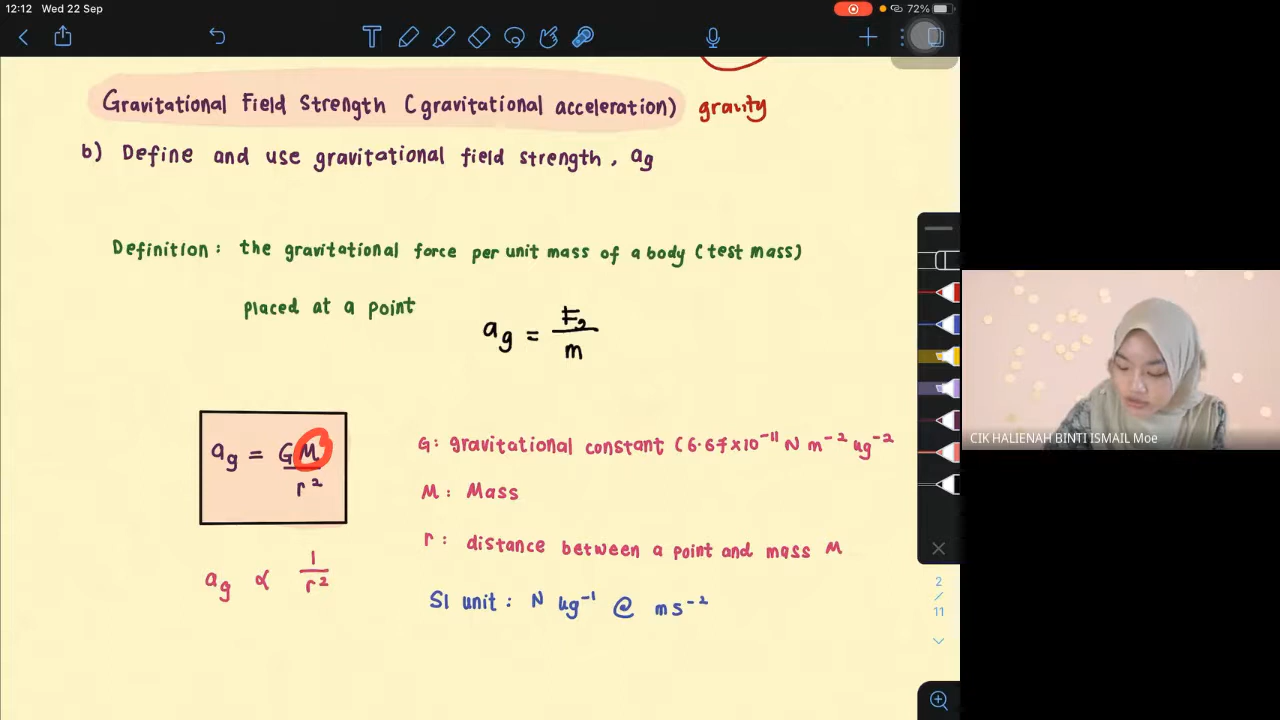 12:12 Wed 22 Sep
72%
Gravitational Field Strength (gravitational acceleration) gravity
b) Define and use gravitational field strength, ag
Definition: the gravitational force per unit mass of a body (test mass)
placed at a point
ag = Fg/m
ag = GM/r²
G: gravitational constant (6.67x10⁻¹¹ N m⁻² kg⁻²
M: Mass
r: distance between a point and mass M
ag ∝ 1/r²
SI unit: N kg⁻¹ @ ms⁻²
2
/
11
CIK HALIENAH BINTI ISMAIL Moe